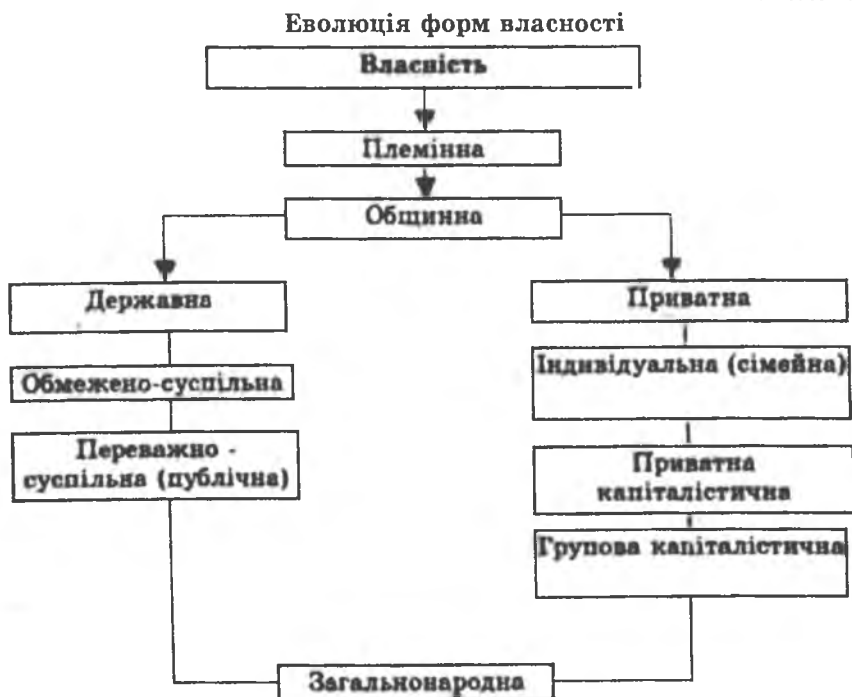 Еволюція форм власності
Власність
Племінна
Общинна
Державна
Обмежено-суспільна
Переважно -
суспільна (публічна)
Приватна
Індивідуальна (сімейна)
Приватна
капіталістична
Групова капіталістична
Загальнонародна